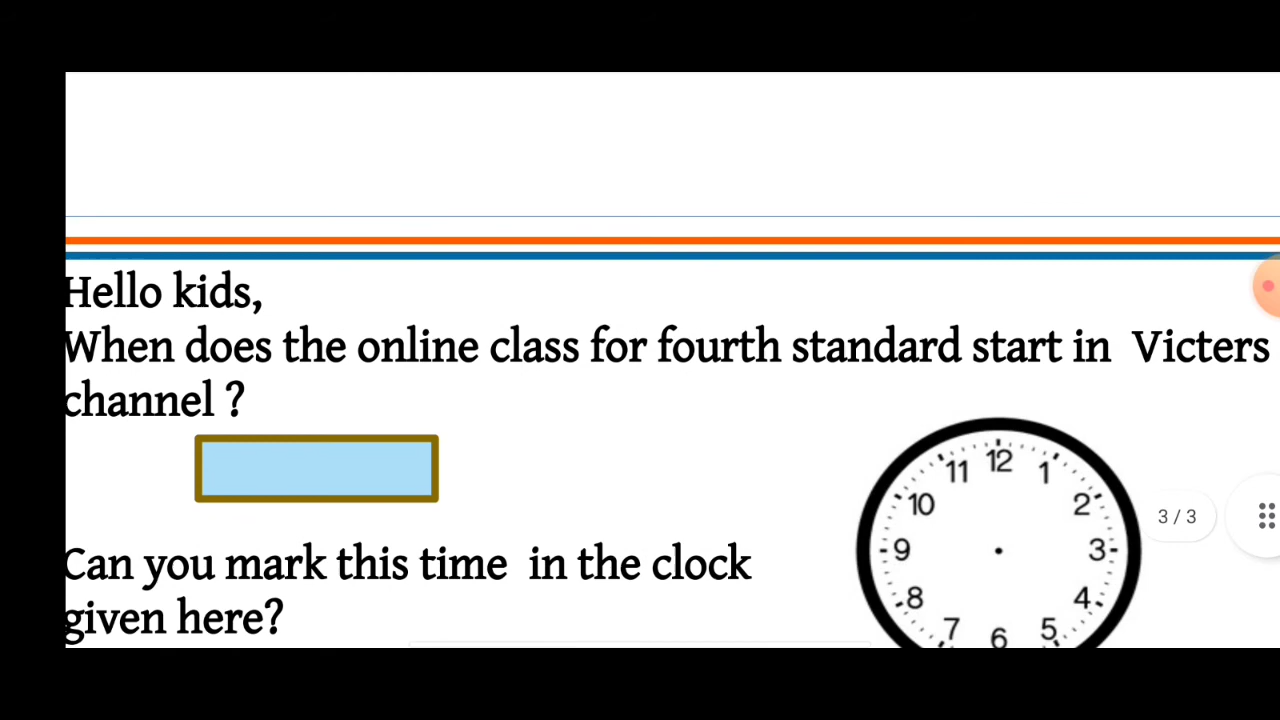 Hello kids,
When does the online class for fourth standard start in Victers
channel ?
Can you mark this time in the clock
given here?
12
11
1
10
2
9
3
8
4
7
5
6
3 / 3